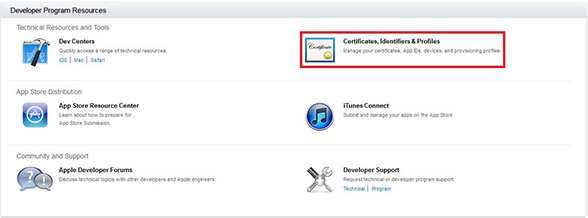 Developer Program Resources
Technical Resources and Tools
Dev Centers
Quickly access a range of technical resources.
iOS | Mac | Safari
Certificate
Certificates, Identifiers & Profiles
Manage your certificates, App IDs, devices, and provisioning profiles.
App Store Distribution
App Store Resource Center
Learn about how to prepare for
App Store Submission.
iTunes Connect
Submit and manage your apps on the App Store.
Community and Support
Apple Developer Forums
Discuss technical topics with other developers and Apple engineers.
Developer Support
Request technical or developer program support.
Technical | Program